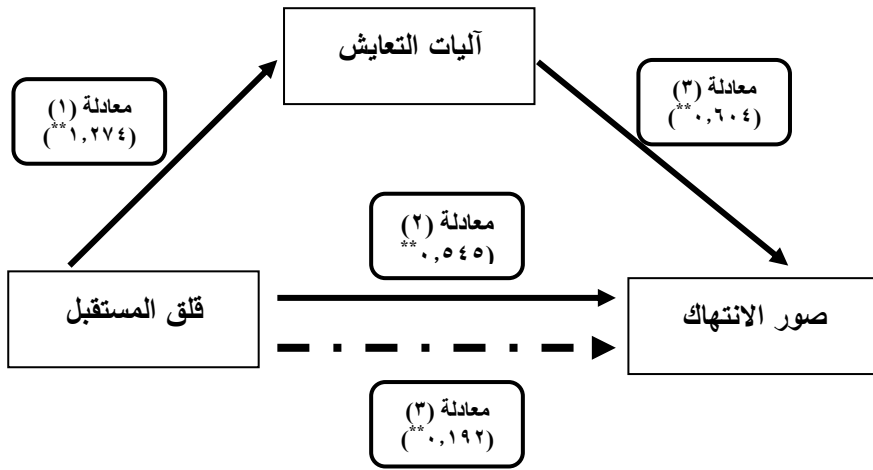 آليات التعايش
معادلة (١)
(١,٢٧٤**)
معادلة (٣)
(٠,٦٠٤**)
معادلة (٢)
(٠,٥٤٥**
قلق المستقبل
صور الانتهاك
معادلة (٣)
(٠,١٩٢**)